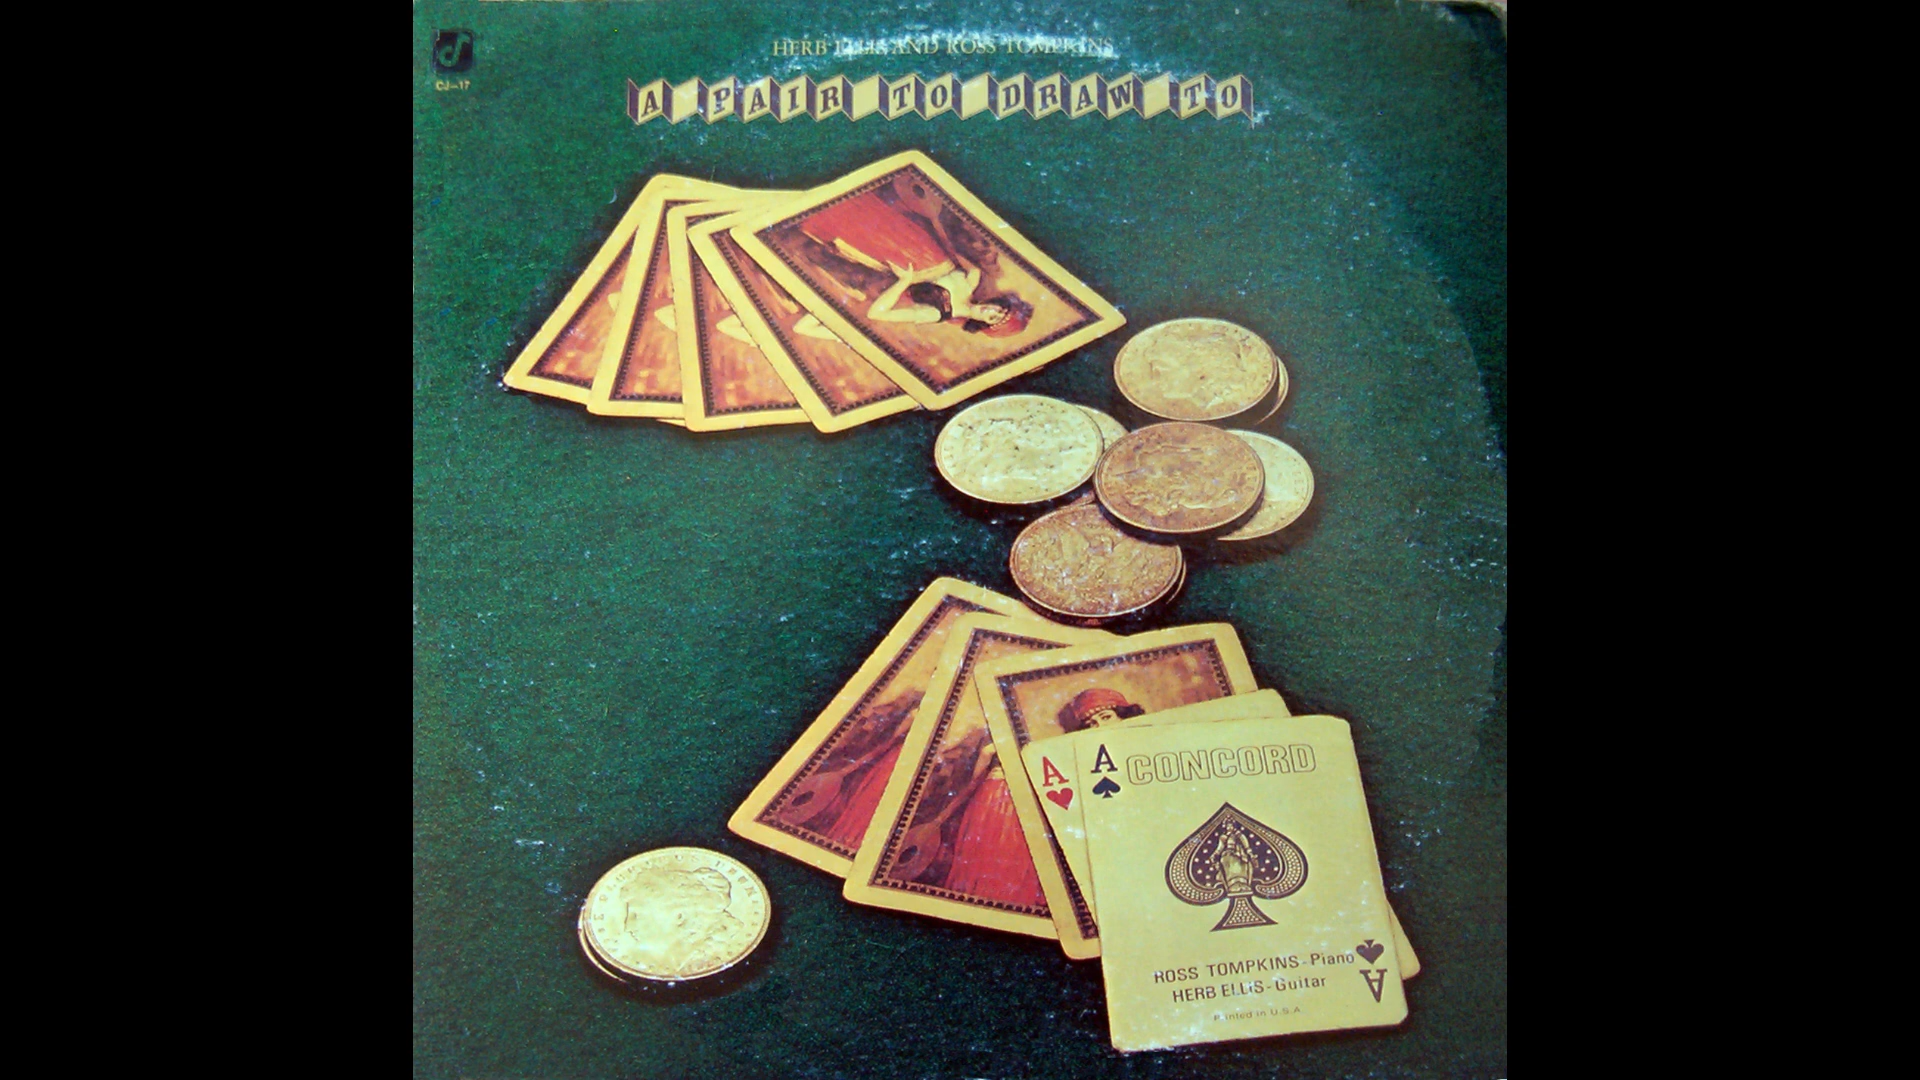 HERB ELLIS AND ROSS TOMPKINS
CJ-17
A PAIR TO DRAW TO
A
A
CONCORD
ROSS TOMPKINS-Piano
HERB ELLIS-Guitar
A
Printed in U.S.A